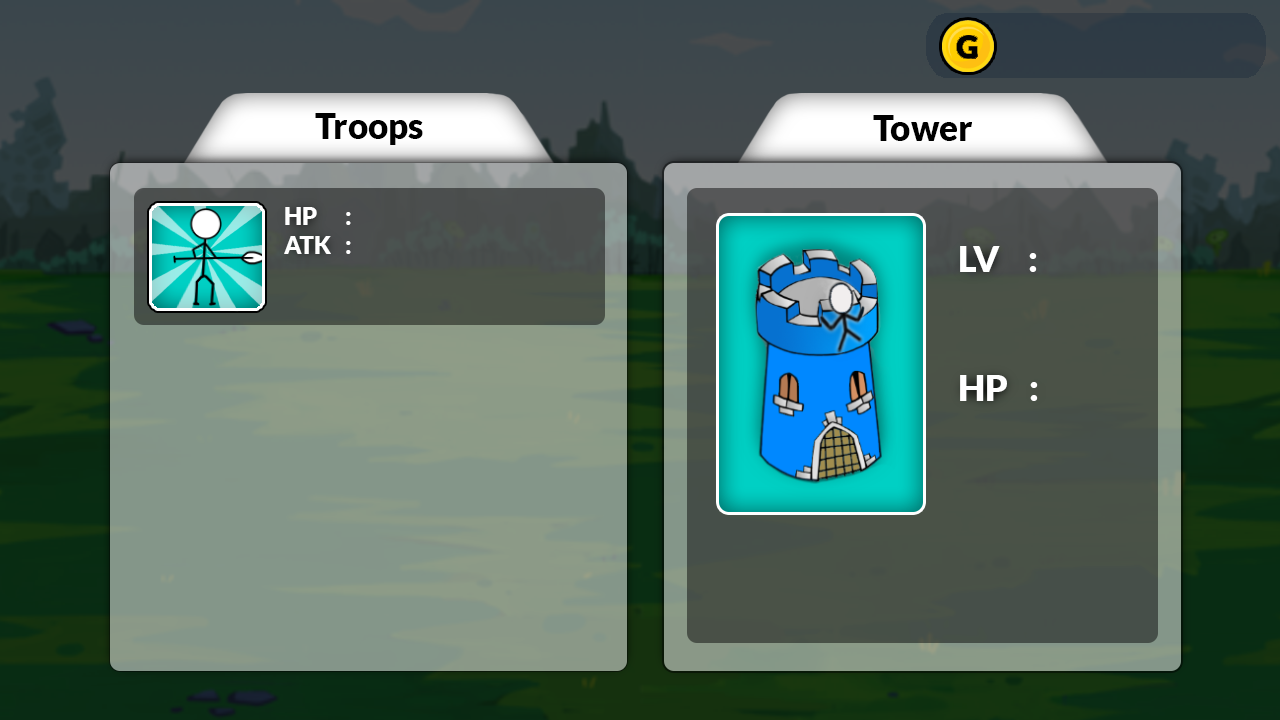 G
Troops
Tower
HP :
ATK :
LV :
HP :